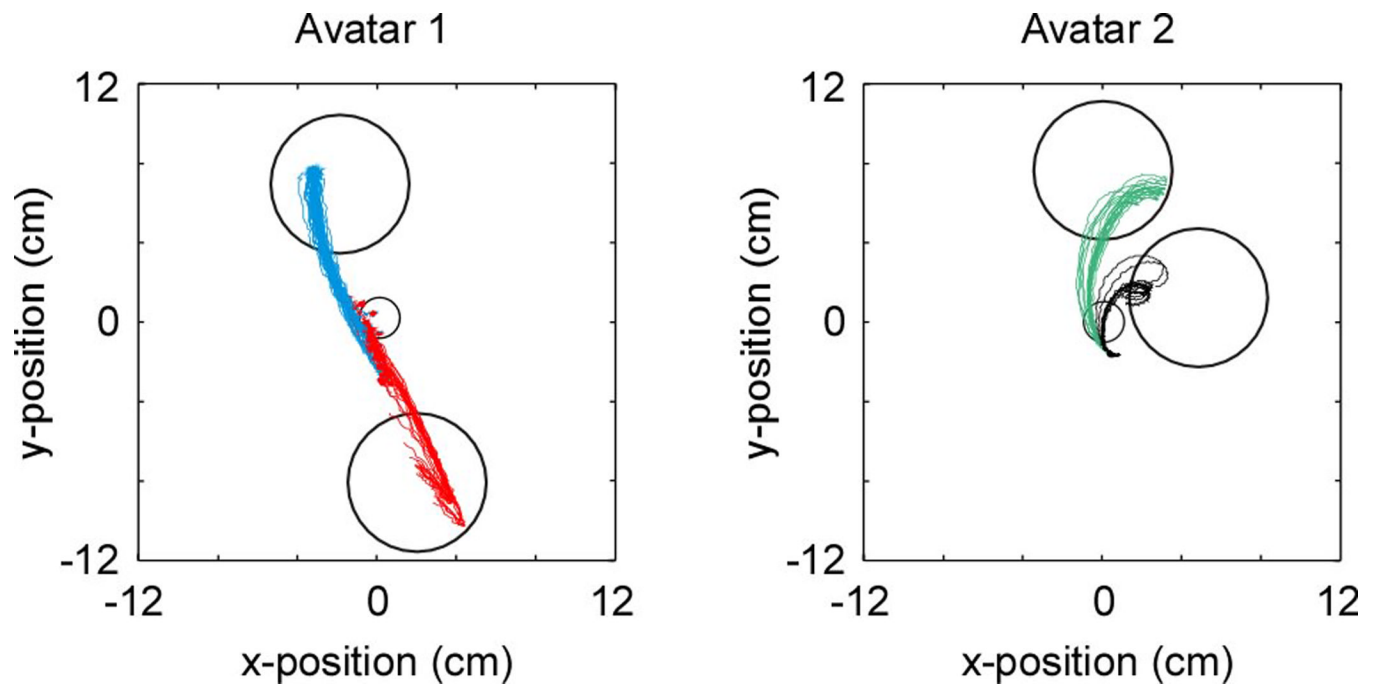 Avatar 1
12
0
-12
-12
0
12
x-position (cm)
y-position (cm)
Avatar 2
12
0
-12
-12
0
12
x-position (cm)
y-position (cm)